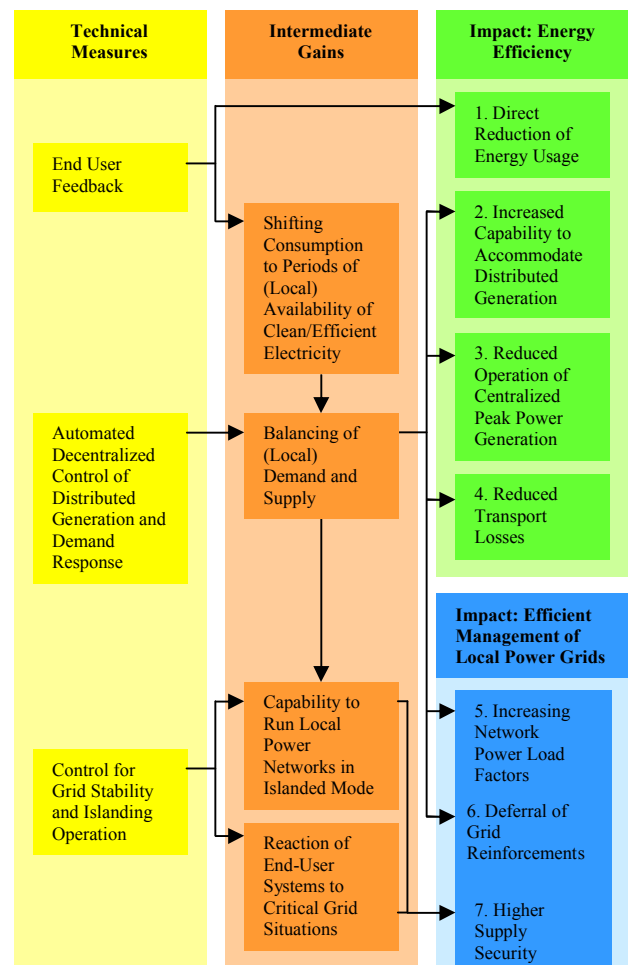 Technical
Measures
Intermediate
Gains
Impact: Energy
Efficiency
End User
Feedback
Automated
Decentralized
Control of
Distributed
Generation and
Demand
Response
Control for
Grid Stability
and Islanding
Operation
Shifting
Consumption
to Periods of
(Local)
Availability of
Clean/Efficient
Electricity
Balancing of
(Local)
Demand and
Supply
Capability to
Run Local
Power
Networks in
Islanded Mode
Reaction of
End-User
Systems to
Critical Grid
Situations
1. Direct
Reduction of
Energy Usage
2. Increased
Capability to
Accommodate
Distributed
Generation
3. Reduced
Operation of
Centralized
Peak Power
Generation
4. Reduced
Transport
Losses
Impact: Efficient
Management of
Local Power Grids
5. Increasing
Network
Power Load
Factors
6. Deferral of
Grid
Reinforcements
7. Higher
Supply
Security